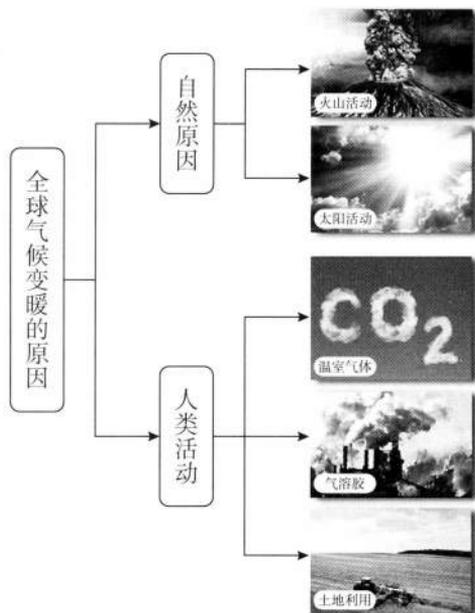 全球气候变暖的原因
自然原因
火山活动
太阳活动
人类活动
CO2
温室气体
气溶胶
土地利用